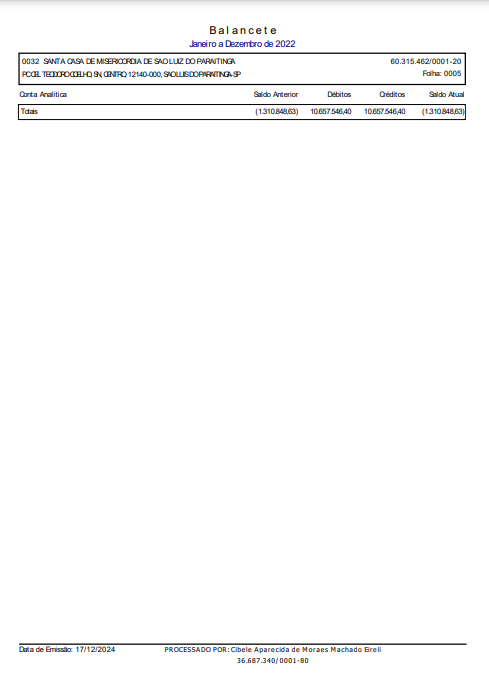 Balancete
Janeiro a Dezembro de 2022
0032 SANTA CASA DE MISERICORDIA DE SAO LUIZ DO PARAITINGA 60.315.462/0001-20
PC CEL TEODORO COELHO, SN, CENTRO, 12140-000, SAO LUIS DO PARAITINGA-SP Folha: 0005
Conta Analitica Saldo Anterior Débitos Créditos Saldo Atual
Totais (1.310.848,63) 10.657.546,40 10.657.546,40 (1.310.848,63)
Data de Emissão: 17/12/2024 PROCESSADO POR: Cibele Aparecida de Moraes Machado Eireli
36.687.340/0001-80